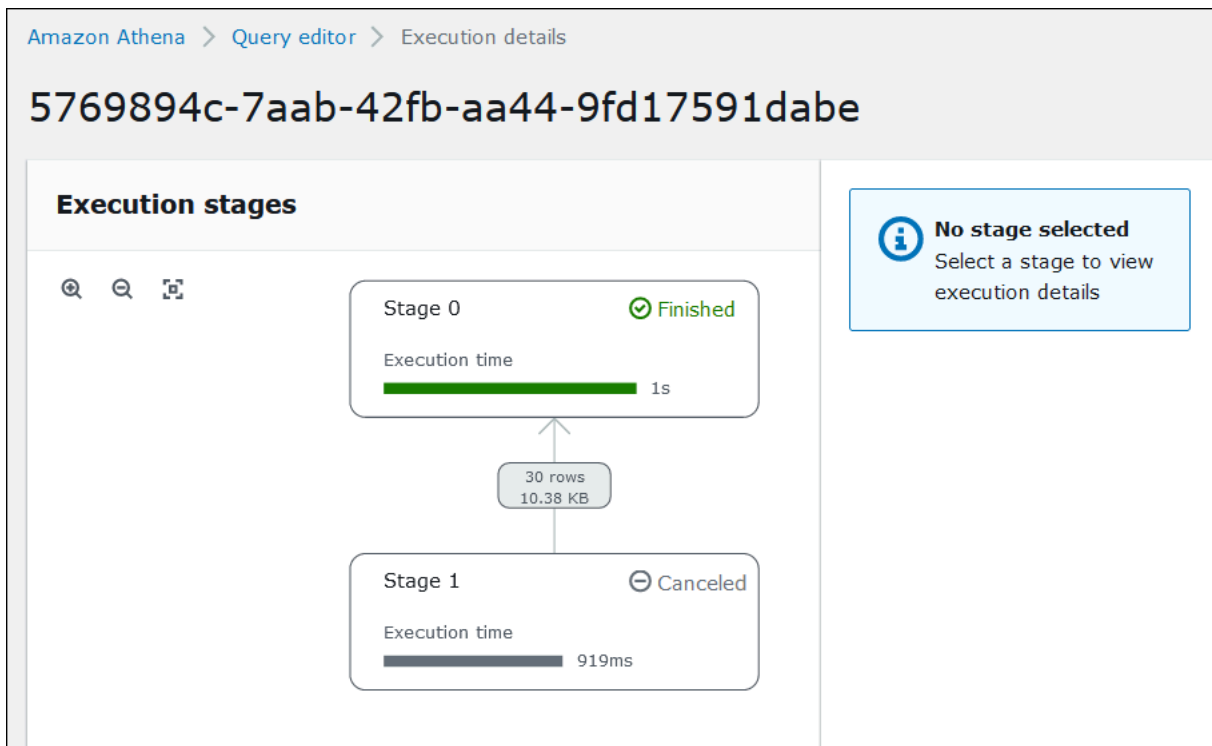 Amazon Athena > Query editor > Execution details
5769894c-7aab-42fb-aa44-9fd17591dabe
Execution stages
No stage selected
Select a stage to view
execution details
Stage 0 Finished
Execution time
1s
30 rows
10.38 KB
Stage 1 Canceled
Execution time
919ms